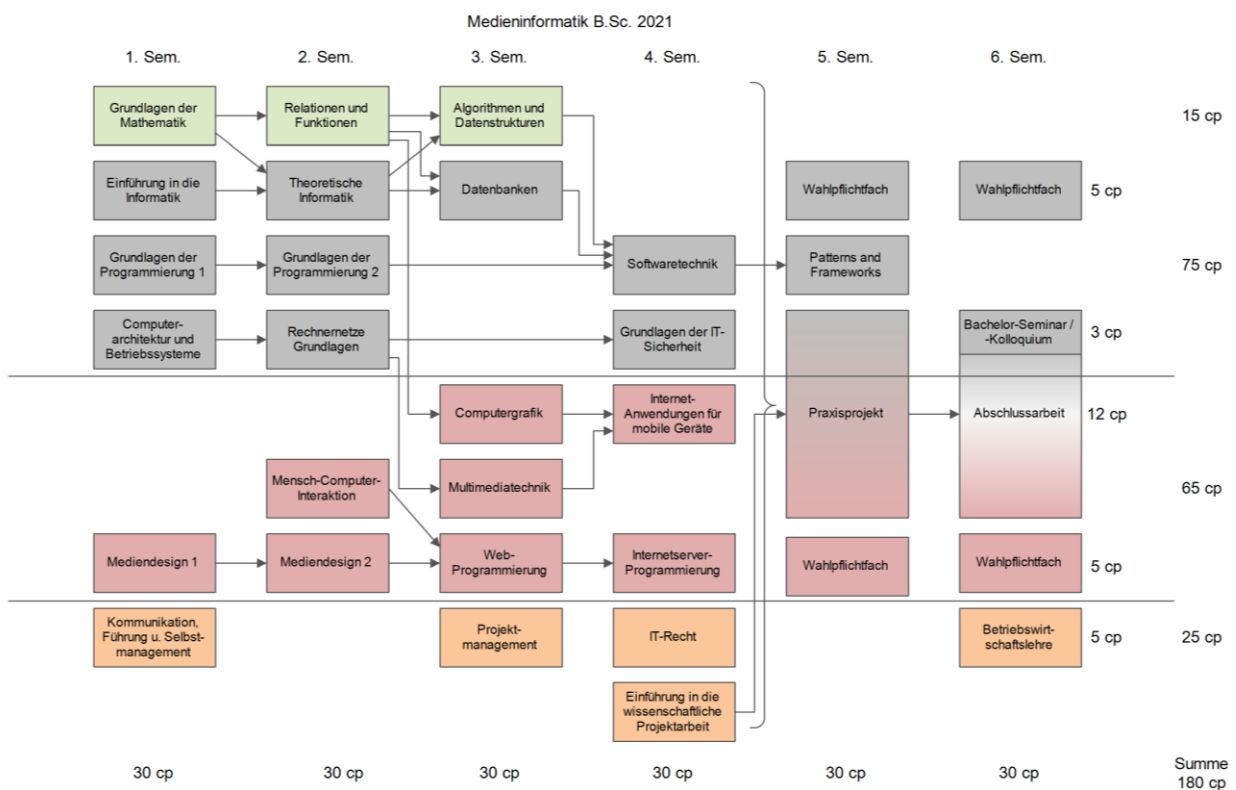 Medieninformatik B.Sc. 2021
1. Sem.
2. Sem.
3. Sem.
4. Sem.
5. Sem.
6. Sem.
Grundlagen der
Mathematik
Relationen und
Funktionen
Algorithmen und
Datenstrukturen
15 cp
Einführung in die
Informatik
Theoretische
Informatik
Datenbanken
Wahlpflichtfach
Wahlpflichtfach
5 cp
Grundlagen der
Programmierung 1
Grundlagen der
Programmierung 2
Softwaretechnik
Patterns and
Frameworks
75 cp
Computer-
architektur und
Betriebssysteme
Rechnernetze
Grundlagen
Grundlagen der IT-
Sicherheit
Bachelor-Seminar /
-Kolloquium
3 cp
Computergrafik
Internet-
Anwendungen für
mobile Geräte
Praxisprojekt
Abschlussarbeit
12 cp
Mensch-Computer-
Interaktion
Multimediatechnik
65 cp
Mediendesign 1
Mediendesign 2
Web-
Programmierung
Internetserver-
Programmierung
Wahlpflichtfach
Wahlpflichtfach
5 cp
Kommunikation,
Führung u. Selbst-
management
Projekt-
management
IT-Recht
Betriebswirt-
schaftslehre
5 cp
25 cp
Einführung in die
wissenschaftliche
Projektarbeit
30 cp
30 cp
30 cp
30 cp
30 cp
30 cp
Summe
180 cp